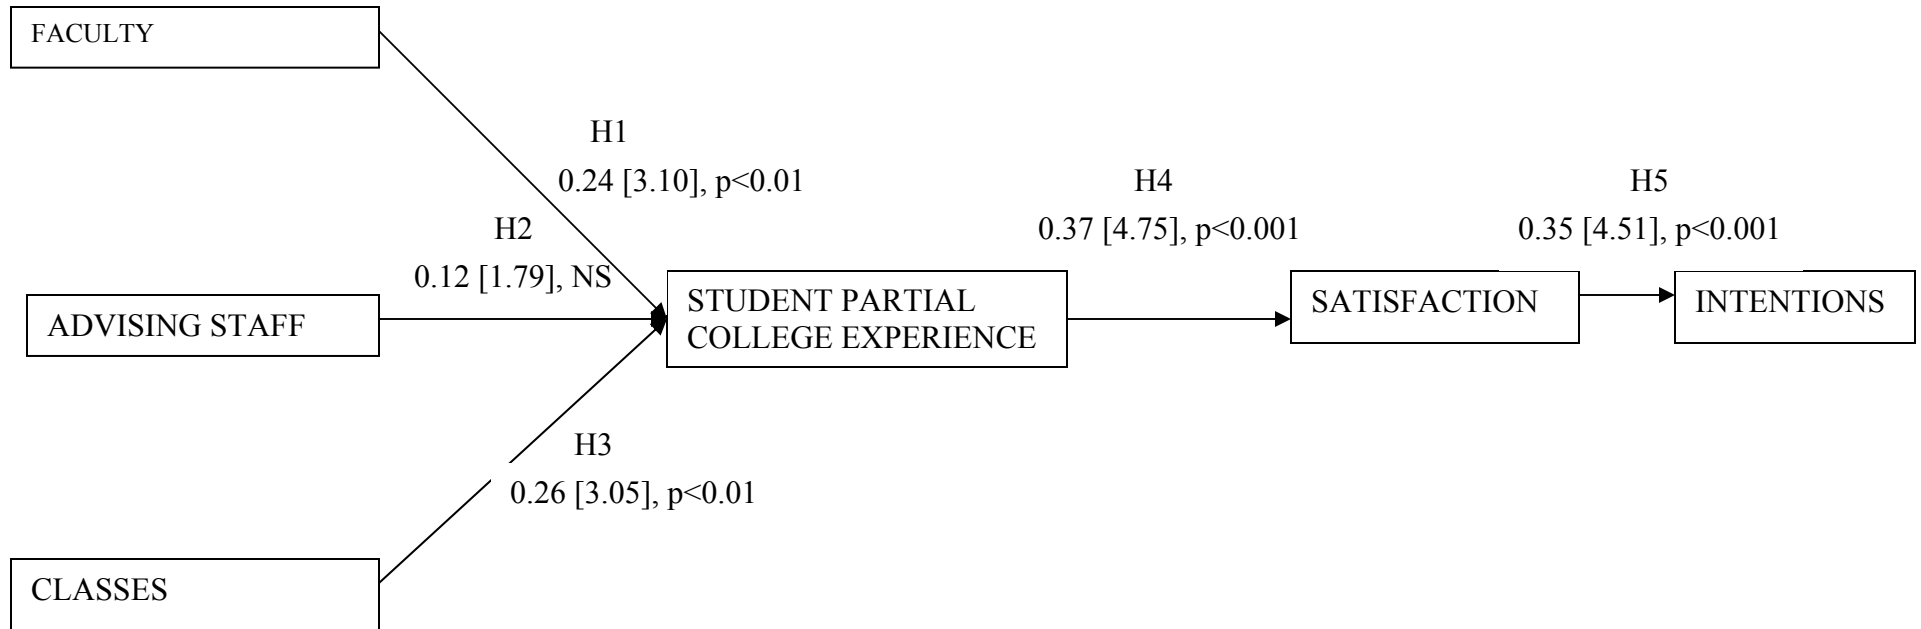 FACULTY
H1
0.24 [3.10], p<0.01
H2
0.12 [1.79], NS
ADVISING STAFF
H3
0.26 [3.05], p<0.01
CLASSES
STUDENT PARTIAL
COLLEGE EXPERIENCE
H4
0.37 [4.75], p<0.001
SATISFACTION
H5
0.35 [4.51], p<0.001
INTENTIONS